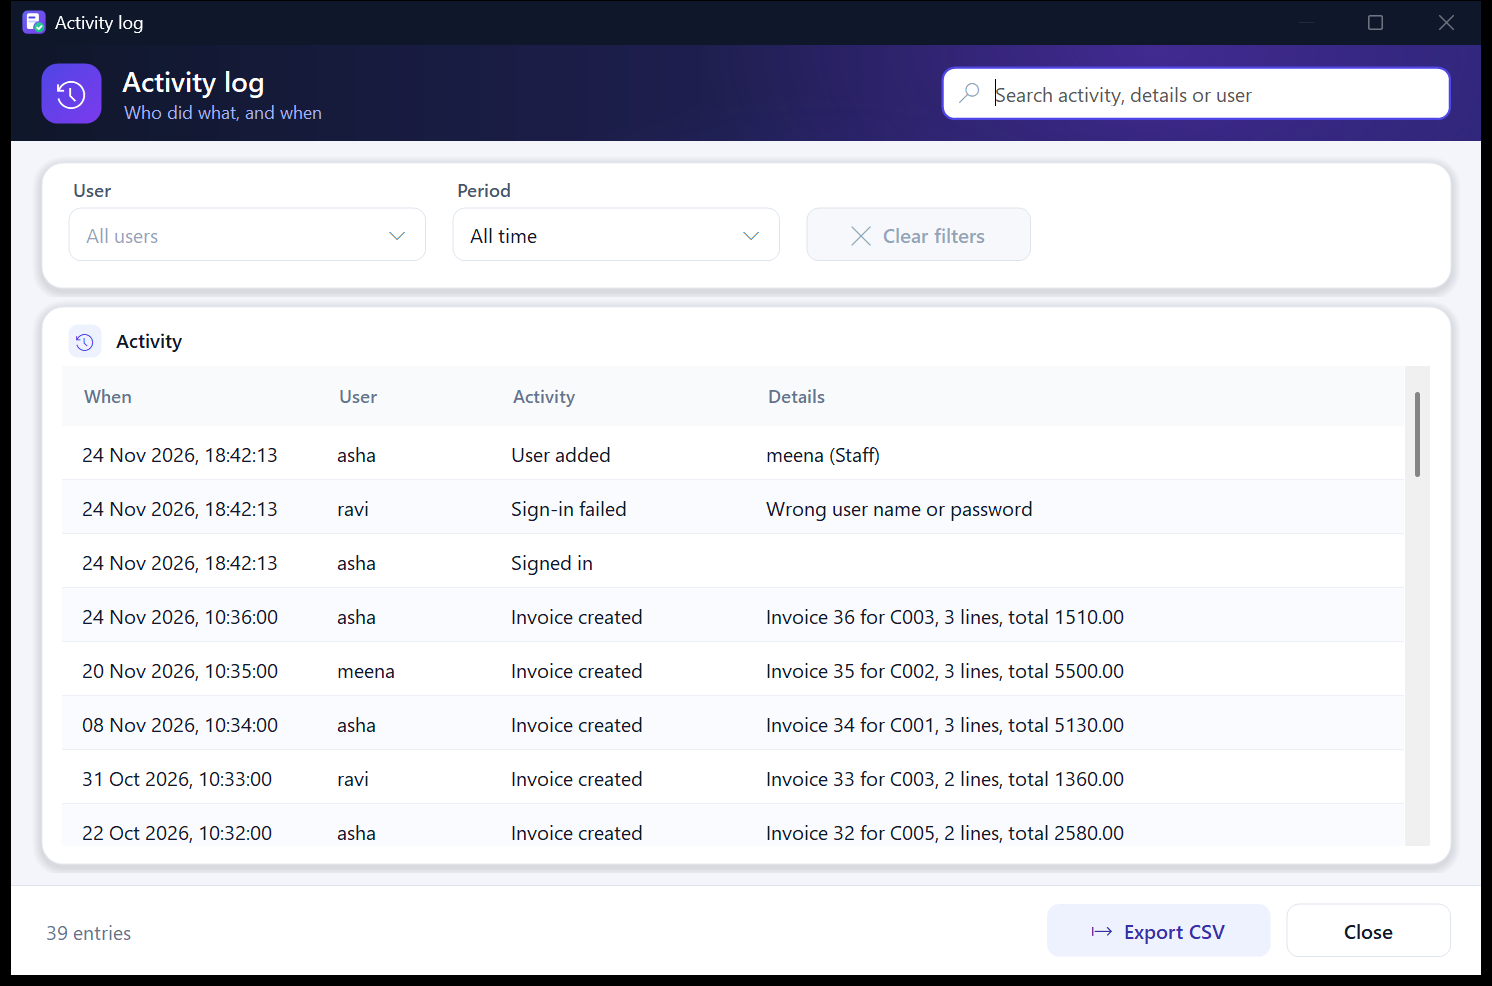 Activity log
Activity log
Who did what, and when
Search activity, details or user
User Period
All users All time Clear filters
Activity
When User Activity Details
24 Nov 2026, 18:42:13 asha User added meena (Staff)
24 Nov 2026, 18:42:13 ravi Sign-in failed Wrong user name or password
24 Nov 2026, 18:42:13 asha Signed in
24 Nov 2026, 10:36:00 asha Invoice created Invoice 36 for C003, 3 lines, total 1510.00
20 Nov 2026, 10:35:00 meena Invoice created Invoice 35 for C002, 3 lines, total 5500.00
08 Nov 2026, 10:34:00 asha Invoice created Invoice 34 for C001, 3 lines, total 5130.00
31 Oct 2026, 10:33:00 ravi Invoice created Invoice 33 for C003, 2 lines, total 1360.00
22 Oct 2026, 10:32:00 asha Invoice created Invoice 32 for C005, 2 lines, total 2580.00
39 entries Export CSV Close